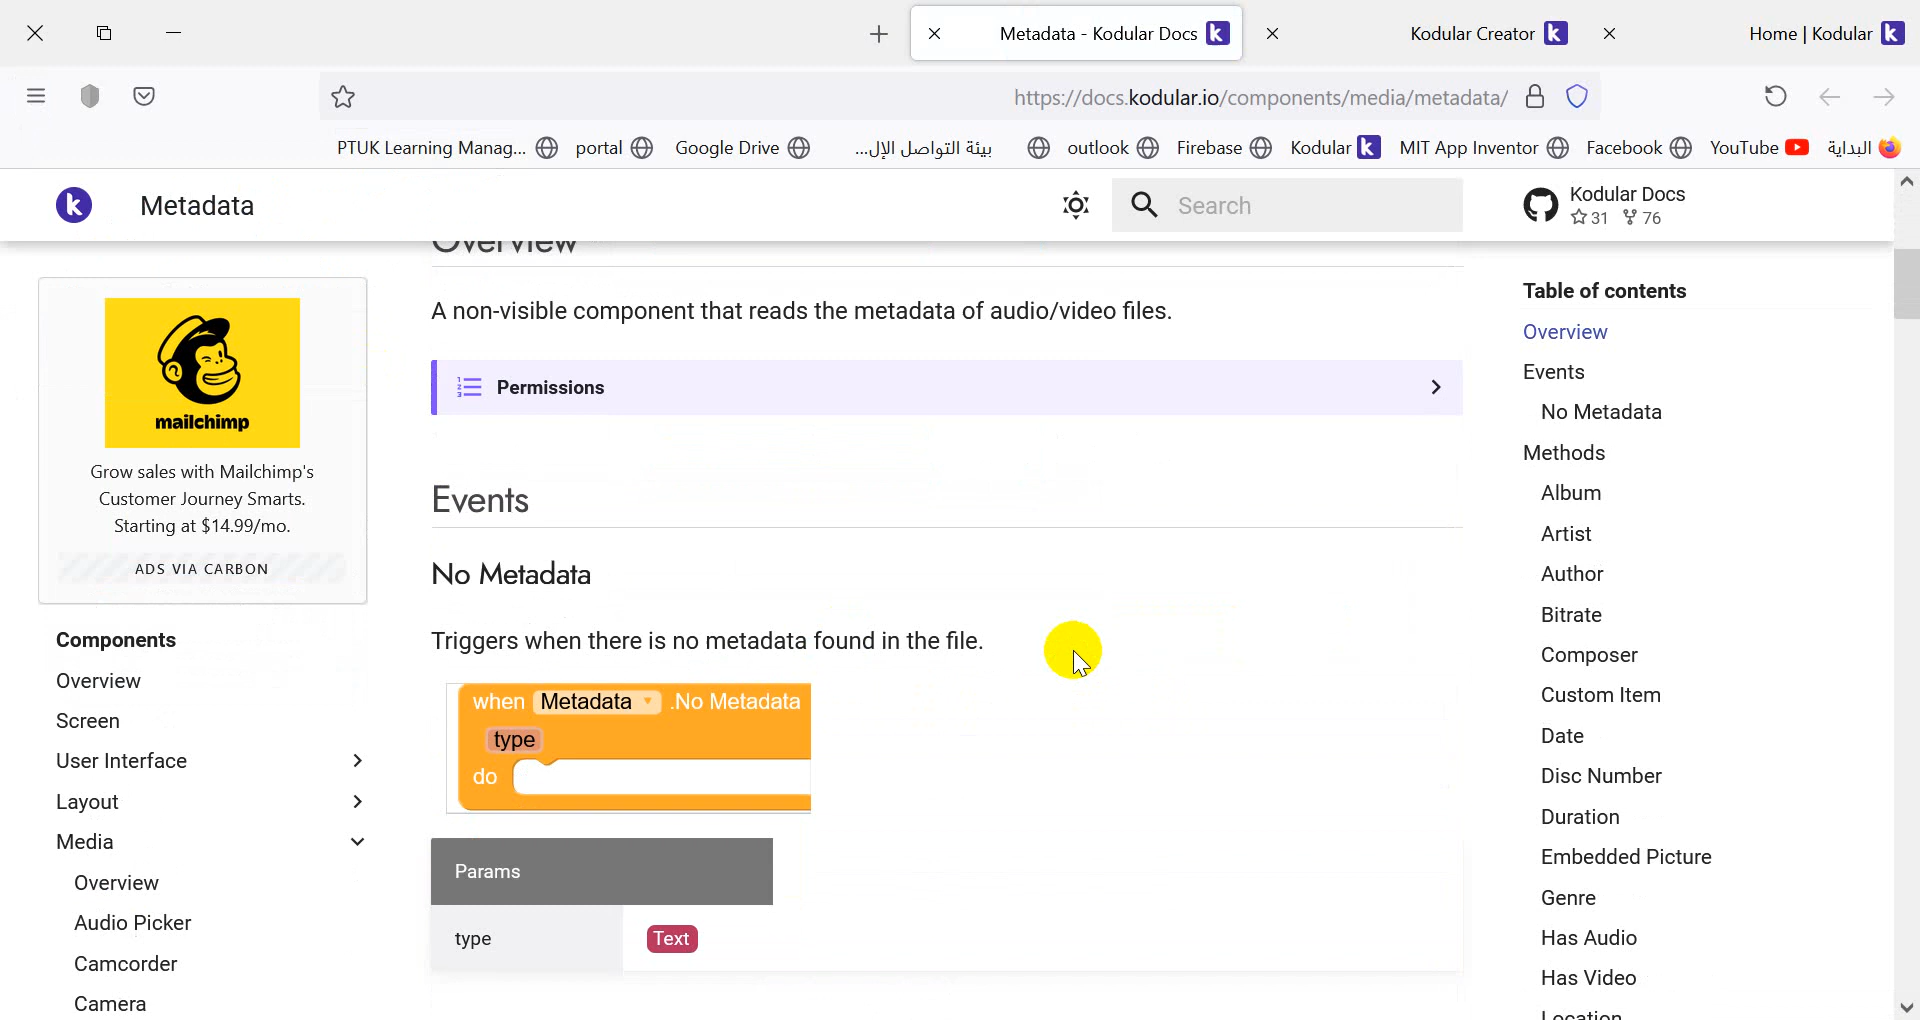 Metadata - Kodular Docs
Kodular Creator
Home | Kodular
https://docs.kodular.io/components/media/metadata/
PTUK Learning Manag...
portal
Google Drive
بيئة التواصل الإل...
outlook
Firebase
Kodular
MIT App Inventor
Facebook
YouTube
البداية
Metadata
Search
Kodular Docs
31 76
mailchimp
Grow sales with Mailchimp's
Customer Journey Smarts.
Starting at $14.99/mo.
ADS VIA CARBON
Components
Overview
Screen
User Interface
Layout
Media
Overview
Audio Picker
Camcorder
Camera
Overview
A non-visible component that reads the metadata of audio/video files.
Permissions
Events
No Metadata
Triggers when there is no metadata found in the file.
when Metadata .No Metadata
type
do
Params
type Text
Table of contents
Overview
Events
No Metadata
Methods
Album
Artist
Author
Bitrate
Composer
Custom Item
Date
Disc Number
Duration
Embedded Picture
Genre
Has Audio
Has Video
Location